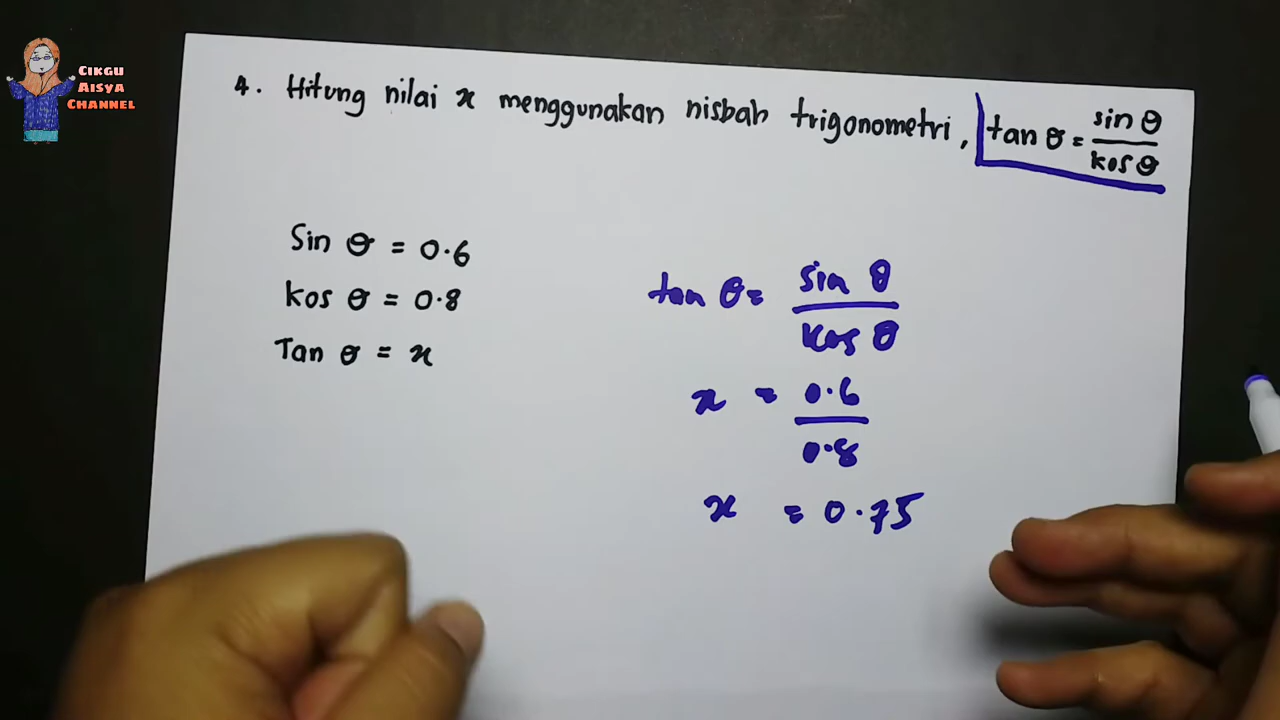 CIKGU
AISYA
CHANNEL
4. Hitung nilai x menggunakan nisbah trigonometri, tan θ = sin θ / kos θ
Sin θ = 0.6
kos θ = 0.8
Tan θ = x
tan θ = sin θ / kos θ
x = 0.6 / 0.8
x = 0.75